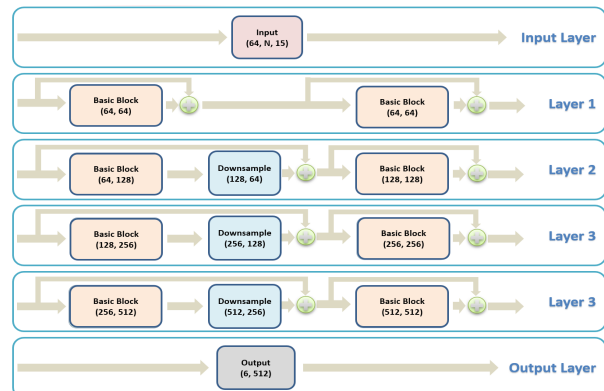 Input
(64, N, 15)
Input Layer
Basic Block
(64, 64)
Basic Block
(64, 64)
Layer 1
Basic Block
(64, 128)
Downsample
(128, 64)
Basic Block
(128, 128)
Layer 2
Basic Block
(128, 256)
Downsample
(256, 128)
Basic Block
(256, 256)
Layer 3
Basic Block
(256, 512)
Downsample
(512, 256)
Basic Block
(512, 512)
Layer 3
Output
(6, 512)
Output Layer